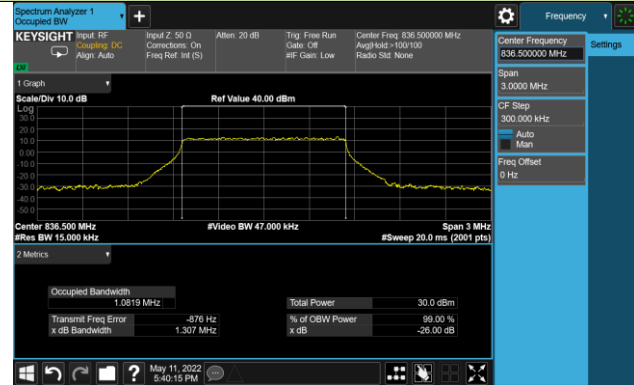 Spectrum Analyzer 1
Occupied BW
Frequency
KEYSIGHT
Input: RF
Coupling: DC
Align: Auto
Input Z: 50 Ω
Corrections: On
Freq Ref: Int (S)
Atten: 20 dB
Trig: Free Run
Gate: Off
#IF Gain: Low
Center Freq: 836.500000 MHz
Avg|Hold:>100/100
Radio Std: None
Center Frequency
836.500000 MHz
Settings
Span
3.0000 MHz
CF Step
300.000 kHz
Auto
Man
Freq Offset
0 Hz
1 Graph
Scale/Div 10.0 dB
Ref Value 40.00 dBm
Log
30.0
20.0
10.0
0.00
-10.0
-20.0
-30.0
-40.0
-50.0
Center 836.500 MHz
#Video BW 47.000 kHz
Span 3 MHz
#Res BW 15.000 kHz
#Sweep 20.0 ms (2001 pts)
2 Metrics
Occupied Bandwidth
1.0819 MHz
Total Power 30.0 dBm
Transmit Freq Error -876 Hz
% of OBW Power 99.00 %
x dB Bandwidth 1.307 MHz
x dB -26.00 dB
May 11, 2022
5:40:15 PM